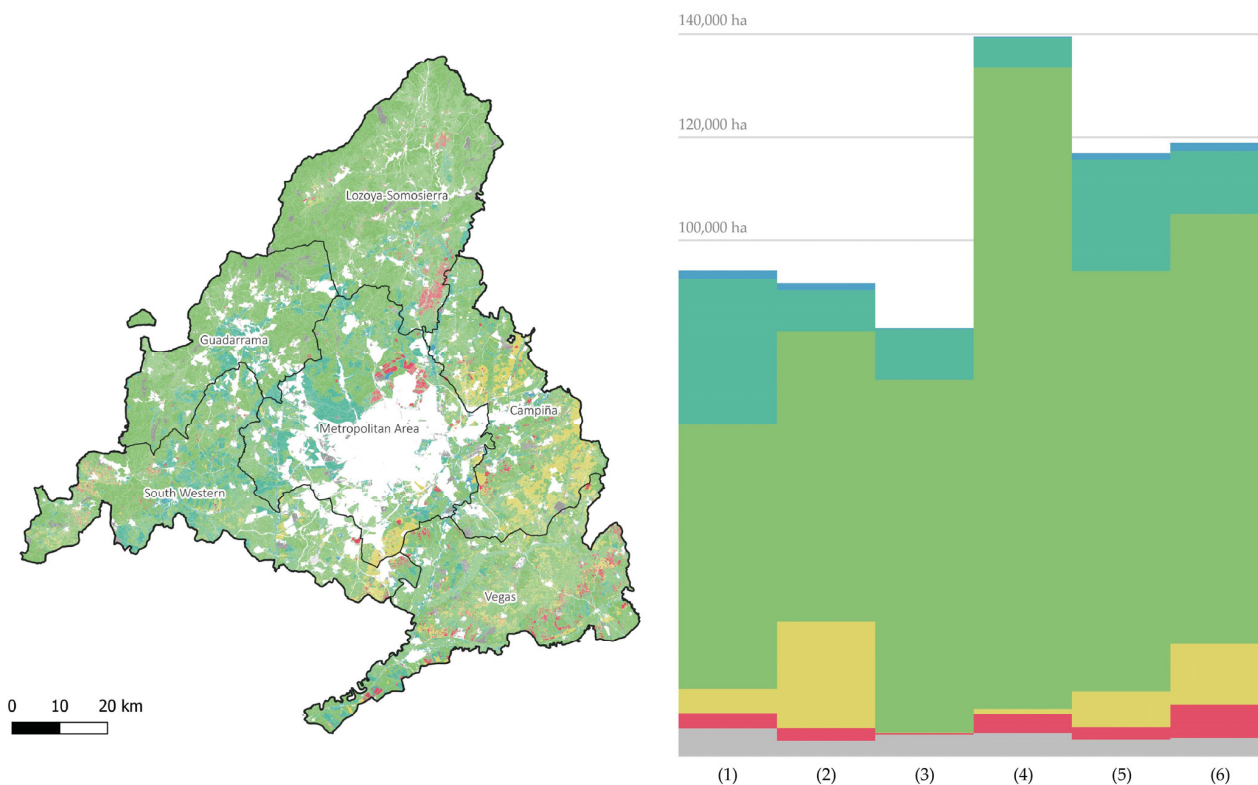 140,000 ha
120,000 ha
100,000 ha
Lozoya-Somosierra
Guadarrama
Campiña
Metropolitan Area
South Western
Vegas
0 10 20 km
(1) (2) (3) (4) (5) (6)